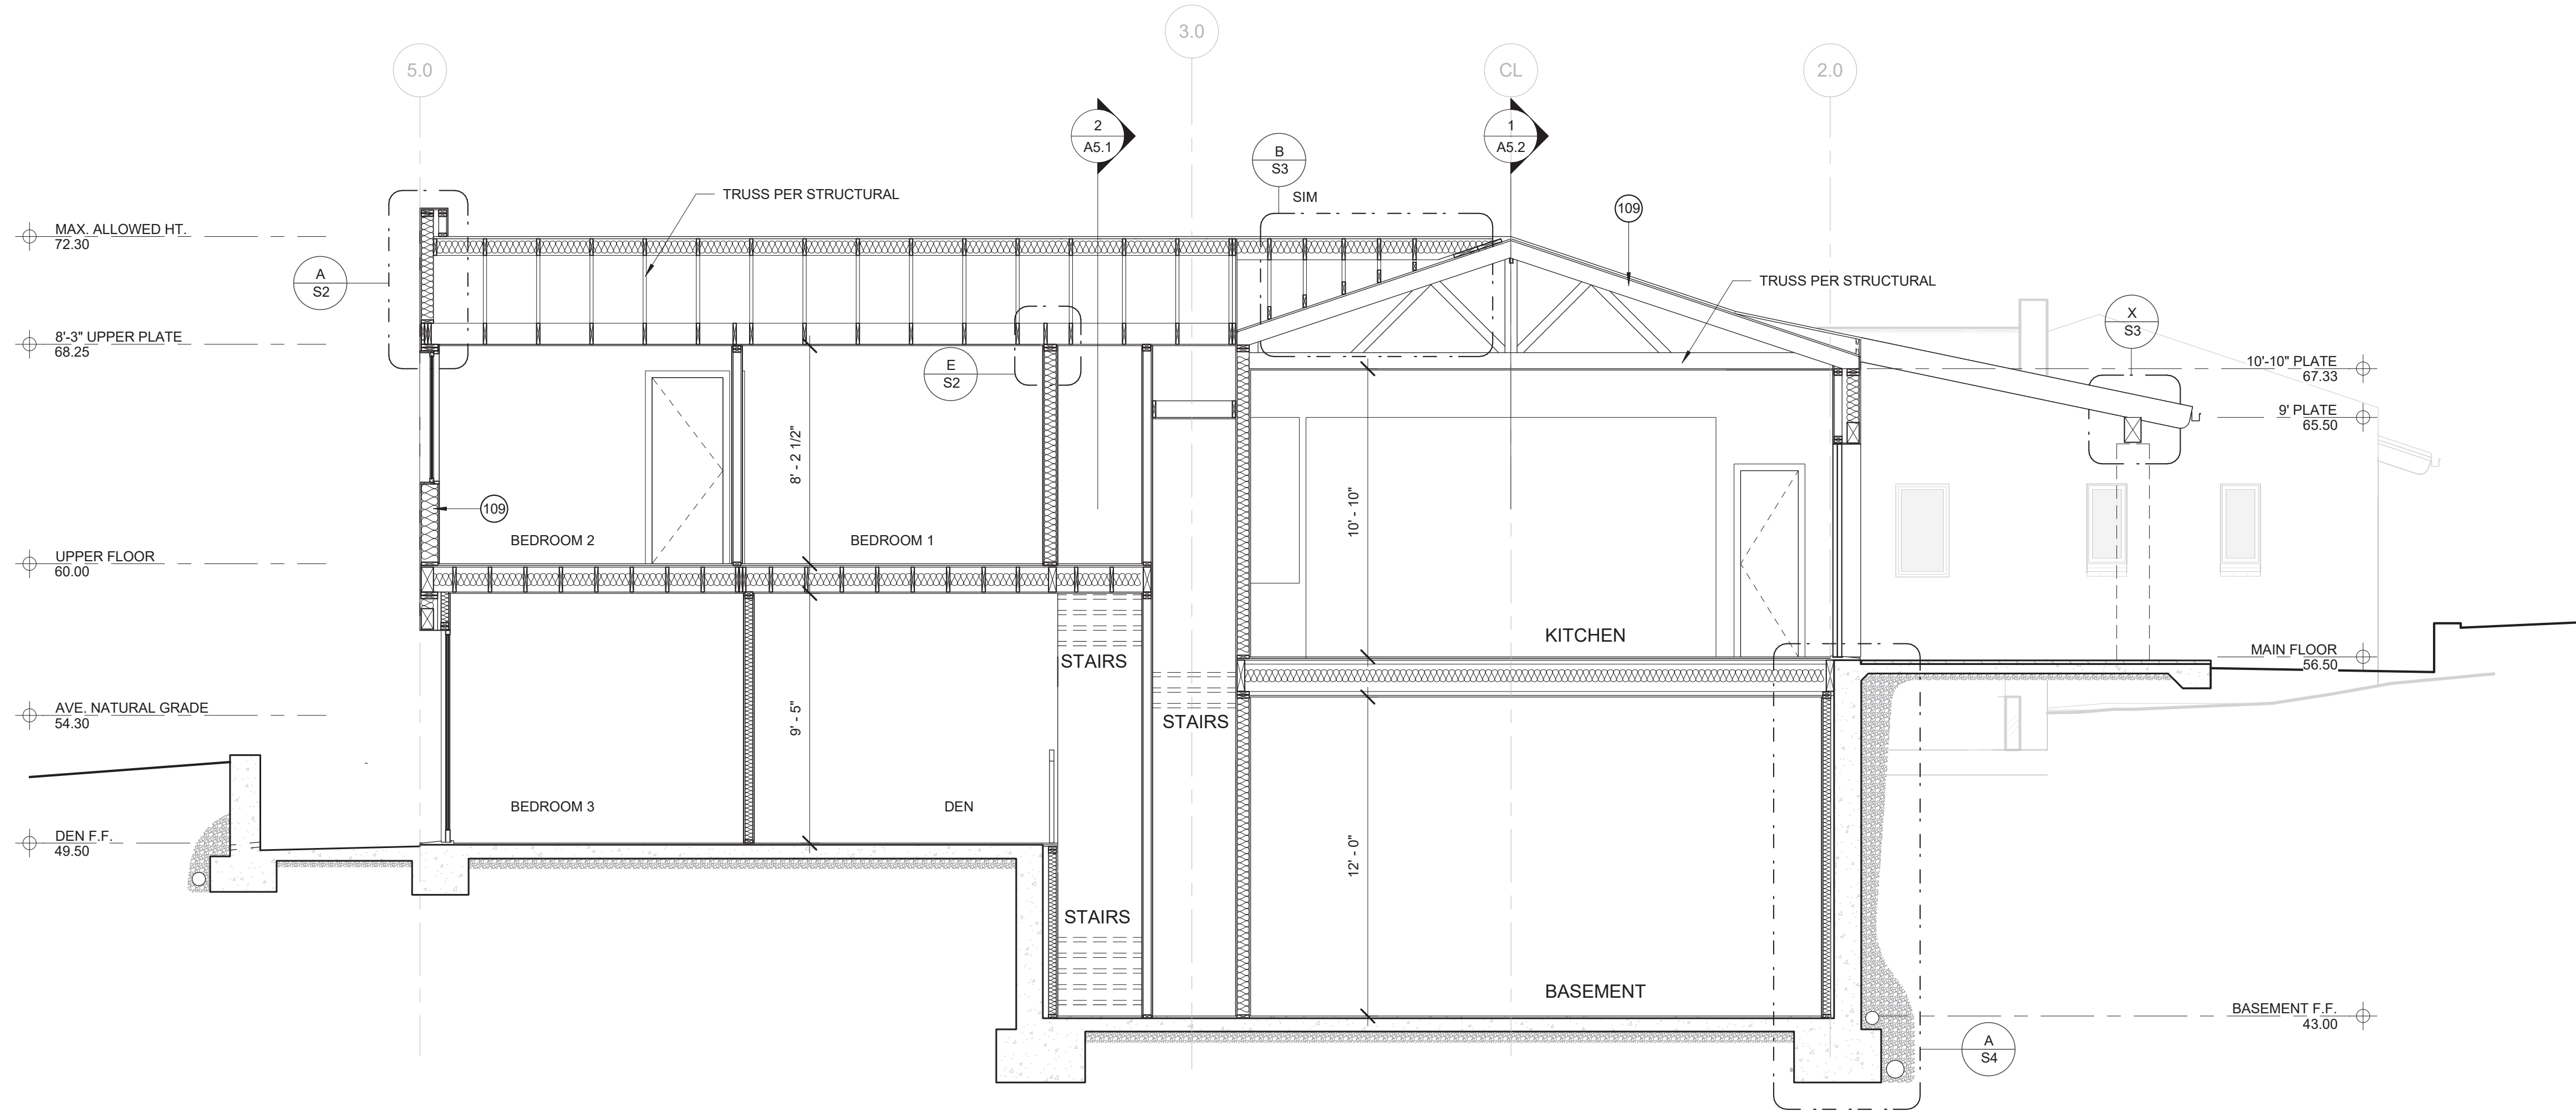 5.0
3.0
CL
2.0
2
A5.1
1
A5.2
B
S3
SIM
TRUSS PER STRUCTURAL
109
MAX. ALLOWED HT.
72.30
A
S2
TRUSS PER STRUCTURAL
X
S3
8'-3" UPPER PLATE
68.25
E
S2
10'-10" PLATE
67.33
9' PLATE
65.50
8' - 2 1/2"
10' - 10"
109
BEDROOM 2
BEDROOM 1
UPPER FLOOR
60.00
KITCHEN
STAIRS
MAIN FLOOR
56.50
AVE. NATURAL GRADE
54.30
9' - 5"
STAIRS
BEDROOM 3
DEN
DEN F.F.
49.50
12' - 0"
STAIRS
BASEMENT
BASEMENT F.F.
43.00
A
S4